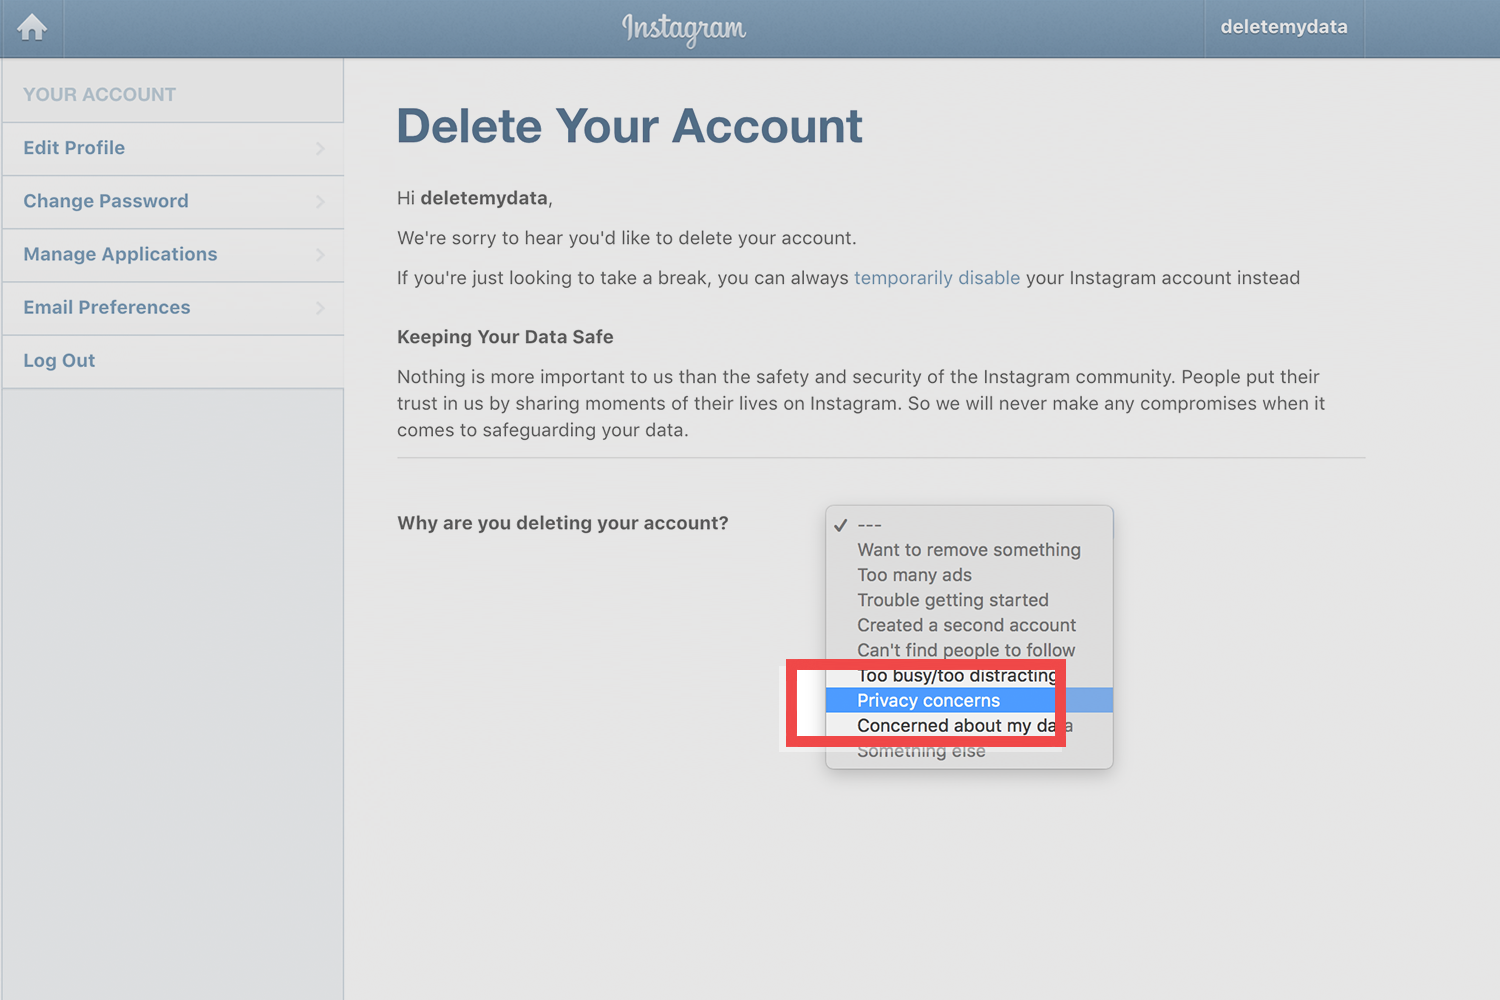 Instagram
deletemydata
YOUR ACCOUNT
Edit Profile
Change Password
Manage Applications
Email Preferences
Log Out
Delete Your Account
Hi deletemydata,
We're sorry to hear you'd like to delete your account.
If you're just looking to take a break, you can always temporarily disable your Instagram account instead
Keeping Your Data Safe
Nothing is more important to us than the safety and security of the Instagram community. People put their
trust in us by sharing moments of their lives on Instagram. So we will never make any compromises when it
comes to safeguarding your data.
Why are you deleting your account?
✓ ---
Want to remove something
Too many ads
Trouble getting started
Created a second account
Can't find people to follow
Too busy/too distracting
Privacy concerns
Concerned about my data
Something else